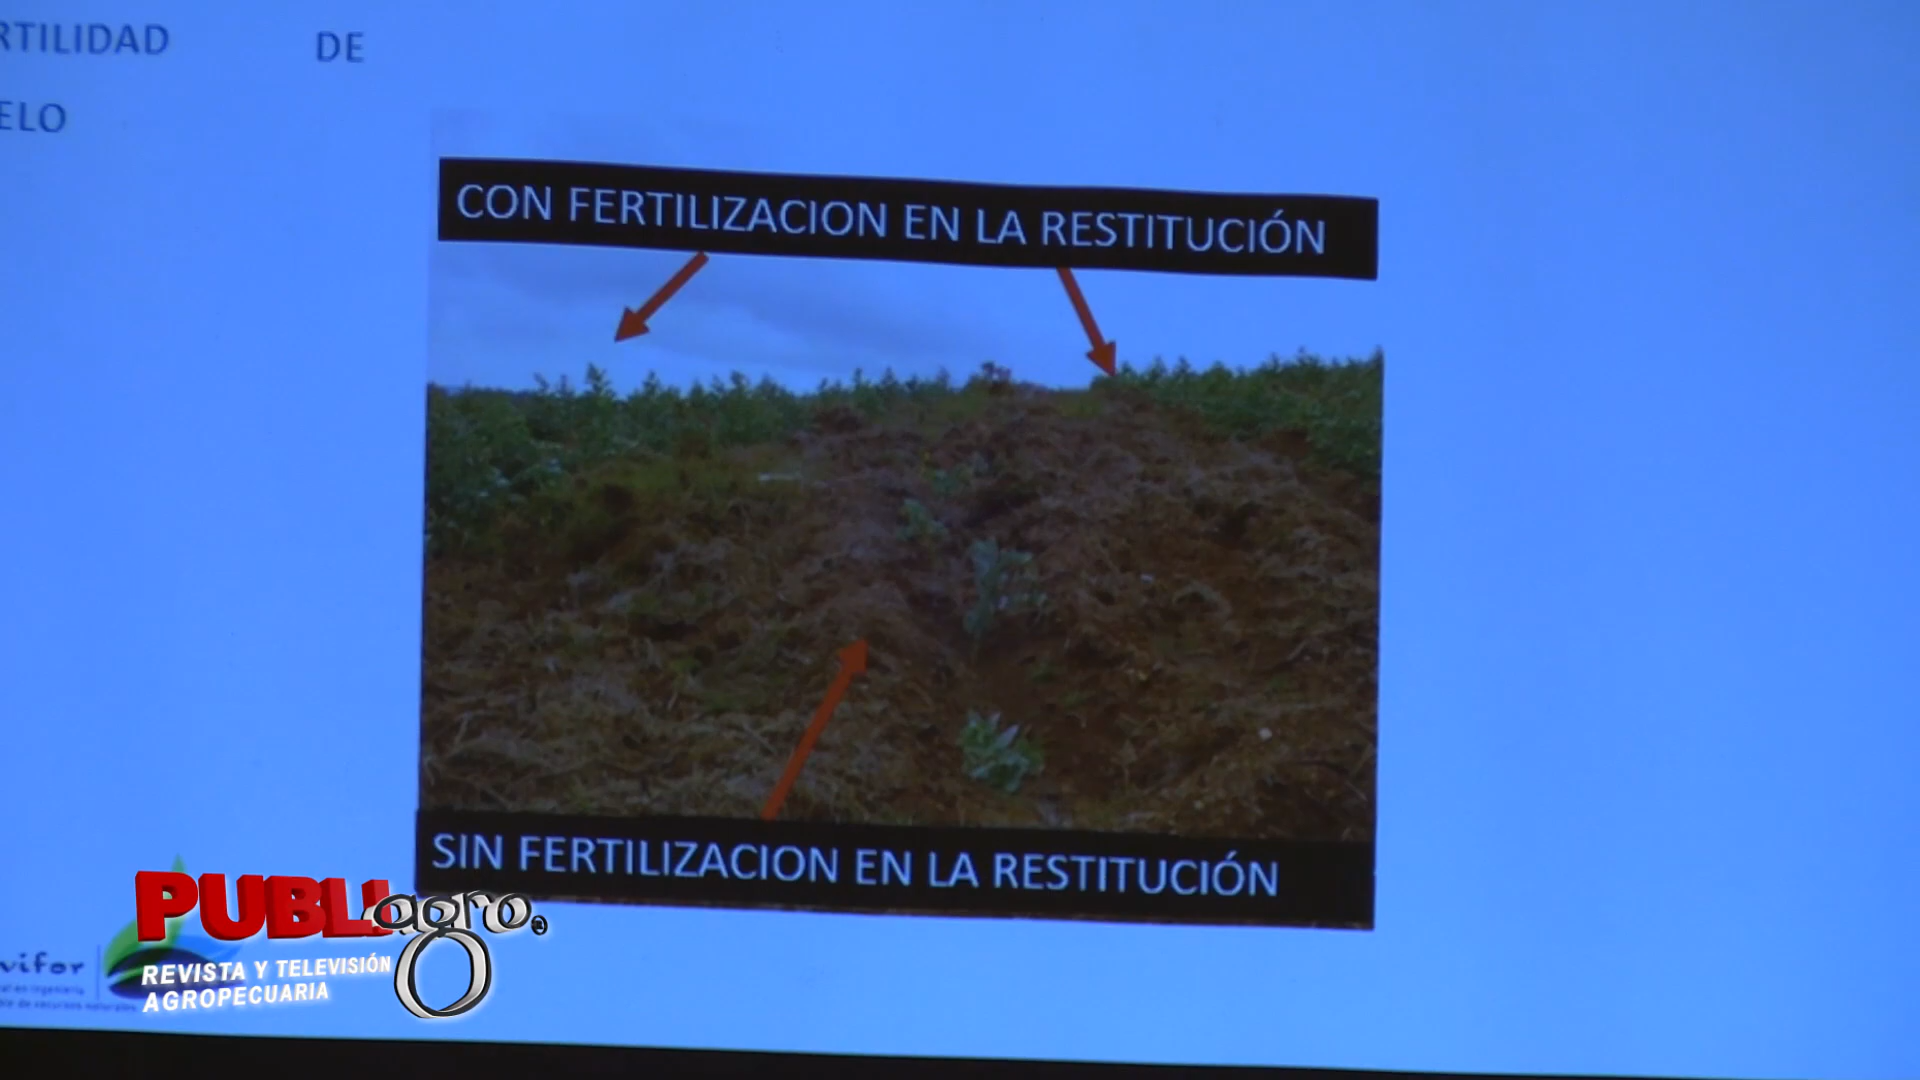 RTILIDAD DE
ELO
CON FERTILIZACION EN LA RESTITUCIÓN
SIN FERTILIZACION EN LA RESTITUCIÓN
PUBLiagro®
REVISTA Y TELEVISIÓN
AGROPECUARIA
vifor